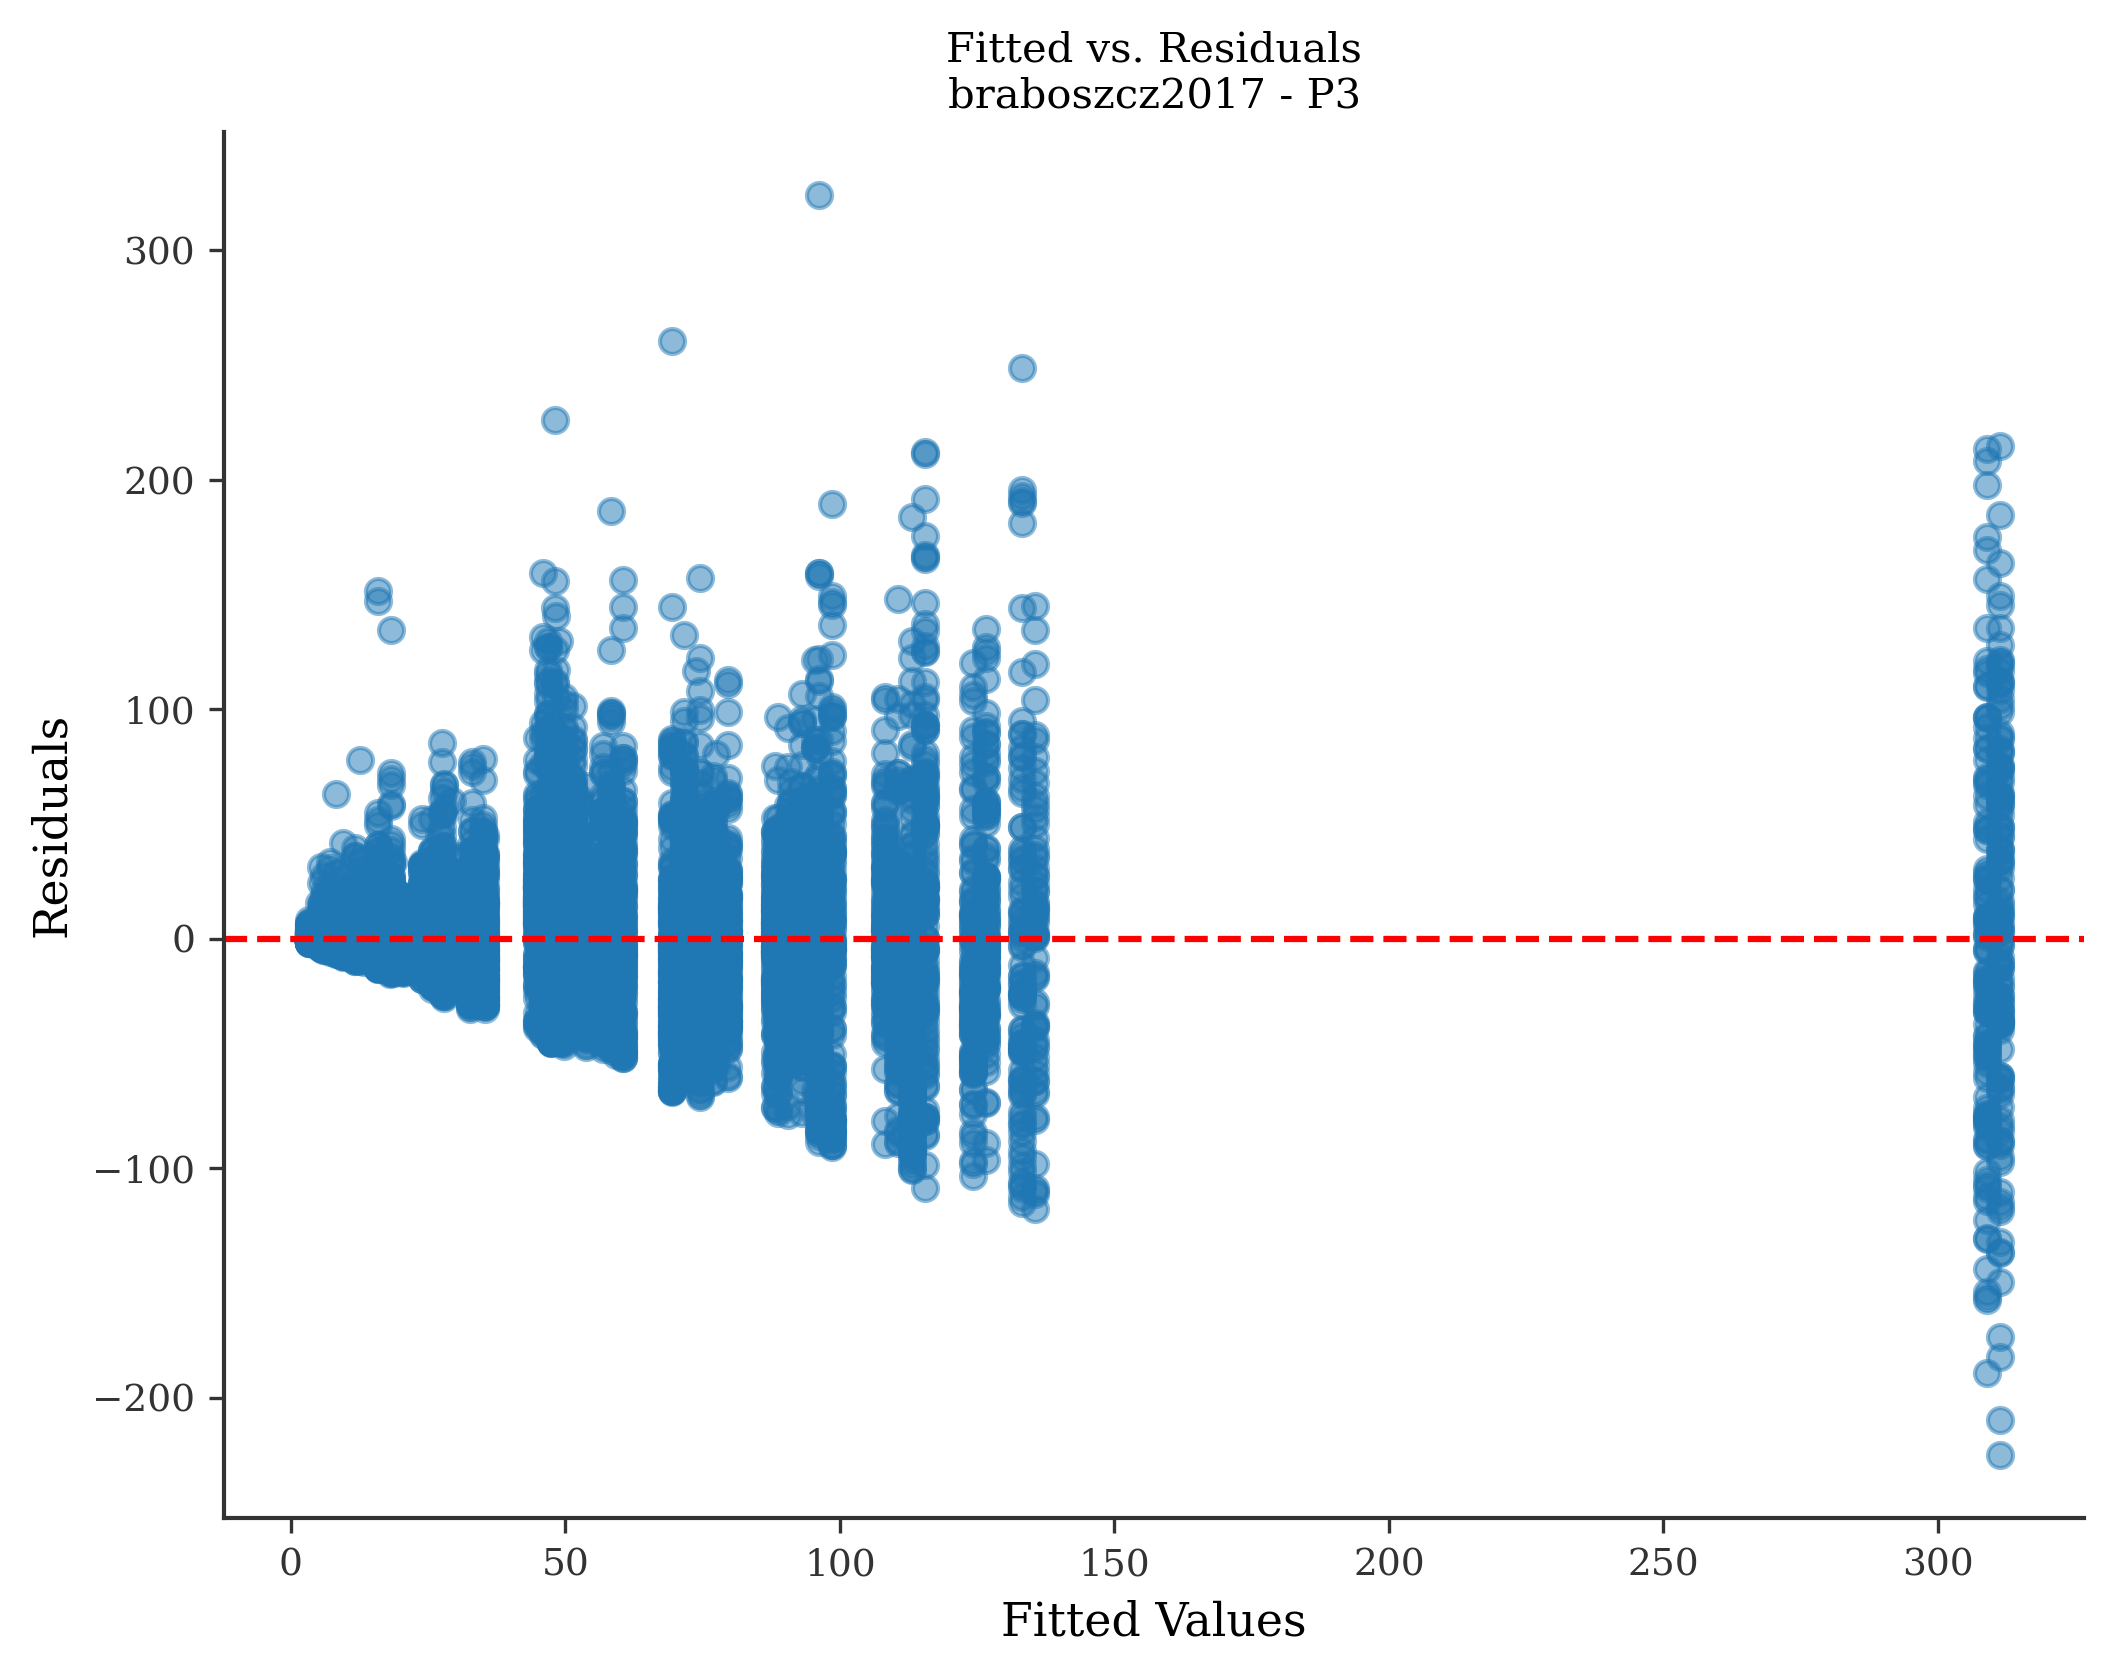 Fitted vs. Residuals
braboszcz2017 - P3
Residuals
300
200
100
0
−100
−200
0 50 100 150 200 250 300
Fitted Values